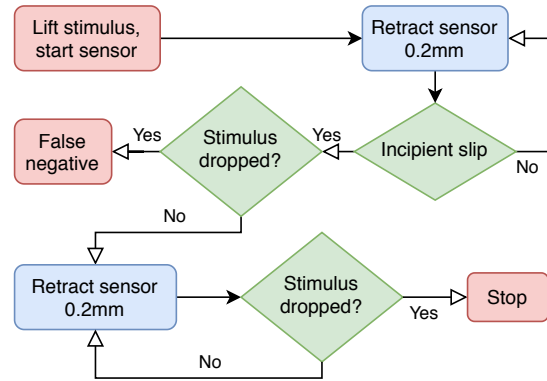 Lift stimulus,
start sensor
Retract sensor
0.2mm
Incipient slip
No
Yes
Stimulus
dropped?
Yes
False
negative
No
Retract sensor
0.2mm
Stimulus
dropped?
Yes
Stop
No